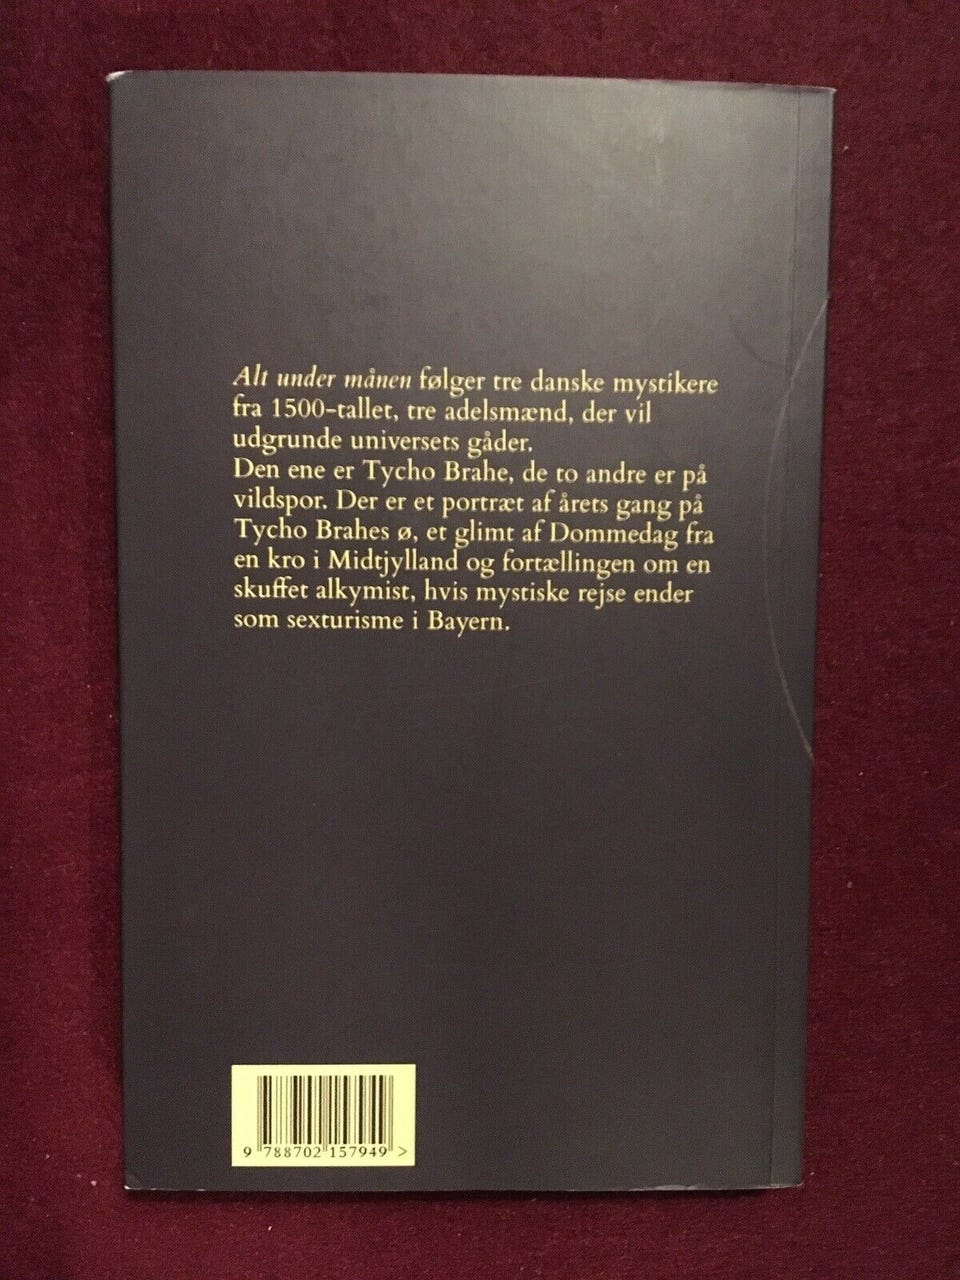 Alt under månen følger tre danske mystikere
fra 1500-tallet, tre adelsmænd, der vil
udgrunde universets gåder.
Den ene er Tycho Brahe, de to andre er på
vildspor. Der er et portræt af årets gang på
Tycho Brahes ø, et glimt af Dommedag fra
en kro i Midtjylland og fortællingen om en
skuffet alkymist, hvis mystiske rejse ender
som sexturisme i Bayern.
9 788702 157949 >